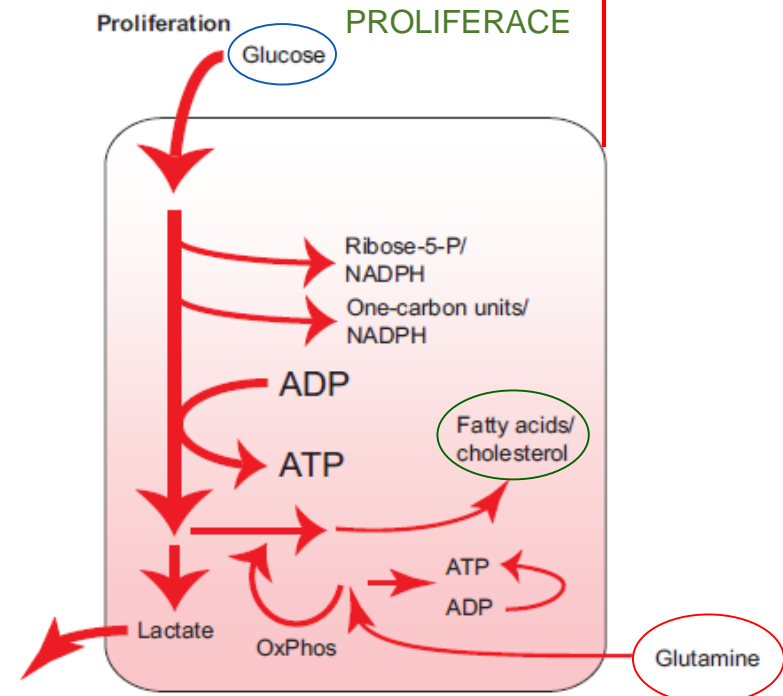 Proliferation
PROLIFERACE
Glucose
Ribose-5-P/
NADPH
One-carbon units/
NADPH
ADP
ATP
Fatty acids/
cholesterol
ATP
ADP
Lactate
OxPhos
Glutamine